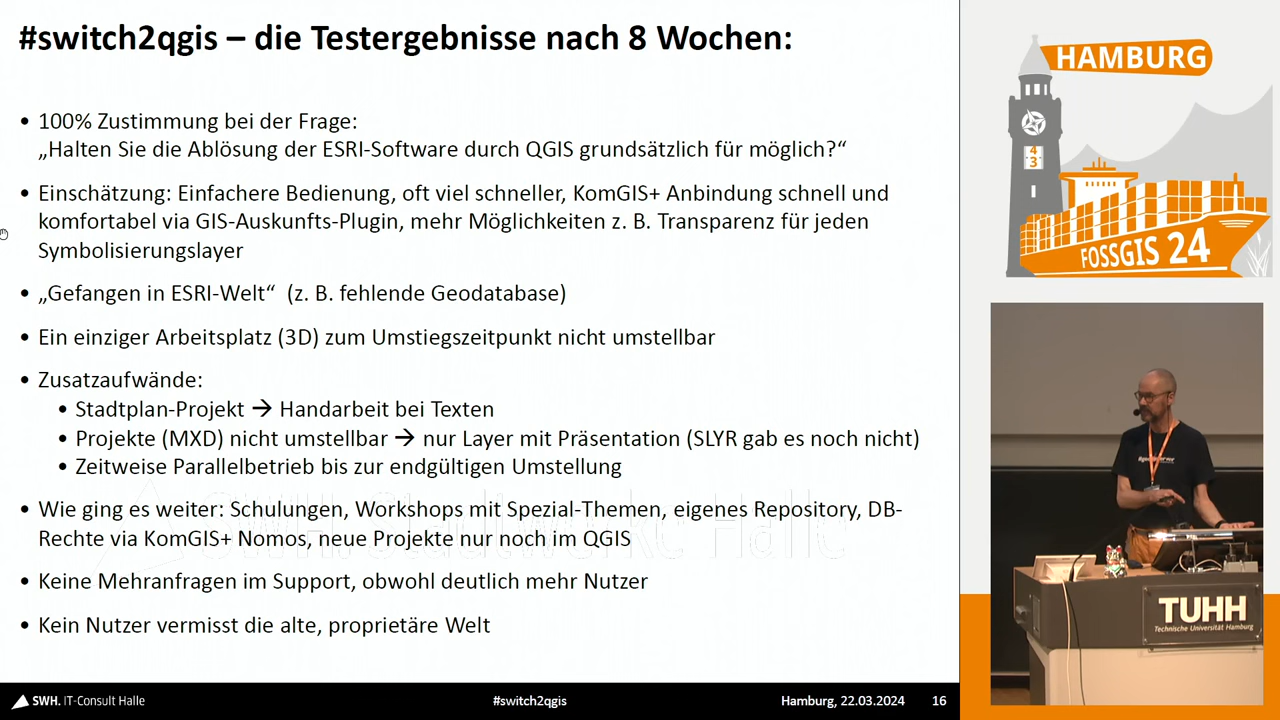 #switch2qgis – die Testergebnisse nach 8 Wochen:
• 100% Zustimmung bei der Frage:
„Halten Sie die Ablösung der ESRI-Software durch QGIS grundsätzlich für möglich?“
• Einschätzung: Einfachere Bedienung, oft viel schneller, KomGIS+ Anbindung schnell und
komfortabel via GIS-Auskunfts-Plugin, mehr Möglichkeiten z. B. Transparenz für jeden
Symbolisierungslayer
• „Gefangen in ESRI-Welt“ (z. B. fehlende Geodatabase)
• Ein einziger Arbeitsplatz (3D) zum Umstiegszeitpunkt nicht umstellbar
• Zusatzaufwände:
• Stadtplan-Projekt → Handarbeit bei Texten
• Projekte (MXD) nicht umstellbar → nur Layer mit Präsentation (SLYR gab es noch nicht)
• Zeitweise Parallelbetrieb bis zur endgültigen Umstellung
• Wie ging es weiter: Schulungen, Workshops mit Spezial-Themen, eigenes Repository, DB-
Rechte via KomGIS+ Nomos, neue Projekte nur noch im QGIS
SWH. Stadtwerke Halle
• Keine Mehranfragen im Support, obwohl deutlich mehr Nutzer
• Kein Nutzer vermisst die alte, proprietäre Welt
SWH. IT-Consult Halle
#switch2qgis
Hamburg, 22.03.2024
16
HAMBURG
4
3
FOSSGIS 24
TUHH
Technische Universität Hamburg